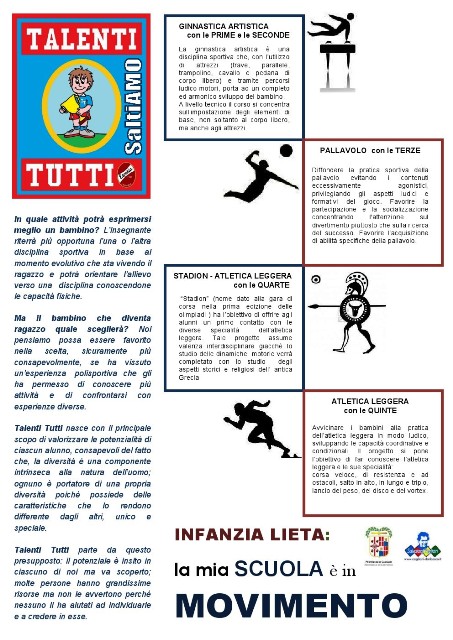 TALENTI
SaltiAMO
TUTTI
In quale attività potrà esprimersi
meglio un bambino? L'insegnante
riterrà più opportuna l'una o l'altra
disciplina sportiva in base al
momento evolutivo che sta vivendo il
ragazzo e potrà orientare l'allievo
verso una disciplina conoscendone
le capacità fisiche.
Ma il bambino che diventa
ragazzo quale sceglierà? Noi
pensiamo possa essere favorito
nella scelta, sicuramente più
consapevolmente, se ha vissuto
un'esperienza polisportiva che gli
ha permesso di conoscere più
attività e di confrontarsi con
esperienze diverse.
Talenti Tutti nasce con il principale
scopo di valorizzare le potenzialità di
ciascun alunno, consapevoli del fatto
che, la diversità è una componente
intrinseca alla natura dell'uomo;
ognuno è portatore di una propria
diversità poiché possiede delle
caratteristiche che lo rendono
differente dagli altri, unico e
speciale.
Talenti Tutti parte da questo
presupposto: il potenziale è insito in
ciascuno di noi ma va scoperto;
molte persone hanno grandissime
risorse ma non le avvertono perché
nessuno li ha aiutati ad individuarle
e a credere in esse.
GINNASTICA ARTISTICA
con le PRIME e le SECONDE
La ginnastica artistica è una
disciplina sportiva che, con l'utilizzo
di attrezzi (trave, parallele,
trampolino, cavallo e pedana di
corpo libero) e tramite percorsi
ludico motori, porta ad un completo
ed armonico sviluppo del bambino.
A livello tecnico il corso si concentra
sull'impostazione degli elementi di
base, non soltanto al corpo libero,
ma anche agli attrezzi.
PALLAVOLO con le TERZE
Diffondere la pratica sportiva della
pallavolo evitando i contenuti
eccessivamente agonistici,
privilegiando gli aspetti ludici e
formativi del gioco. Favorire la
partecipazione e la socializzazione
concentrando l'attenzione sul
divertimento piuttosto che sulla ricerca
del successo. Favorire l'acquisizione
di abilità specifiche della pallavolo.
STADION - ATLETICA LEGGERA
con le QUARTE
"Stadion" (nome dato alla gara di
corsa nella prima edizione delle
olimpiadi) ha l'obiettivo di offrire agli
alunni un primo contatto con le
diverse specialità dell'atletica
leggera. Tale progetto assume
valenza interdisciplinare giacché lo
studio delle dinamiche motorie verrà
completato con lo studio degli
aspetti storici e religiosi dell' antica
Grecia
ATLETICA LEGGERA
con le QUINTE
Avvicinare i bambini alla pratica
dell'atletica leggera in modo ludico,
sviluppando le capacità coordinative e
condizionali. Il progetto si pone
l'obiettivo di far conoscere l'atletica
leggera e le sue specialità:
corsa veloce, di resistenza e ad
ostacoli, salto in alto, in lungo e triplo,
lancio del peso, del disco e del vortex.
INFANZIA LIETA:
la mia SCUOLA è in
MOVIMENTO